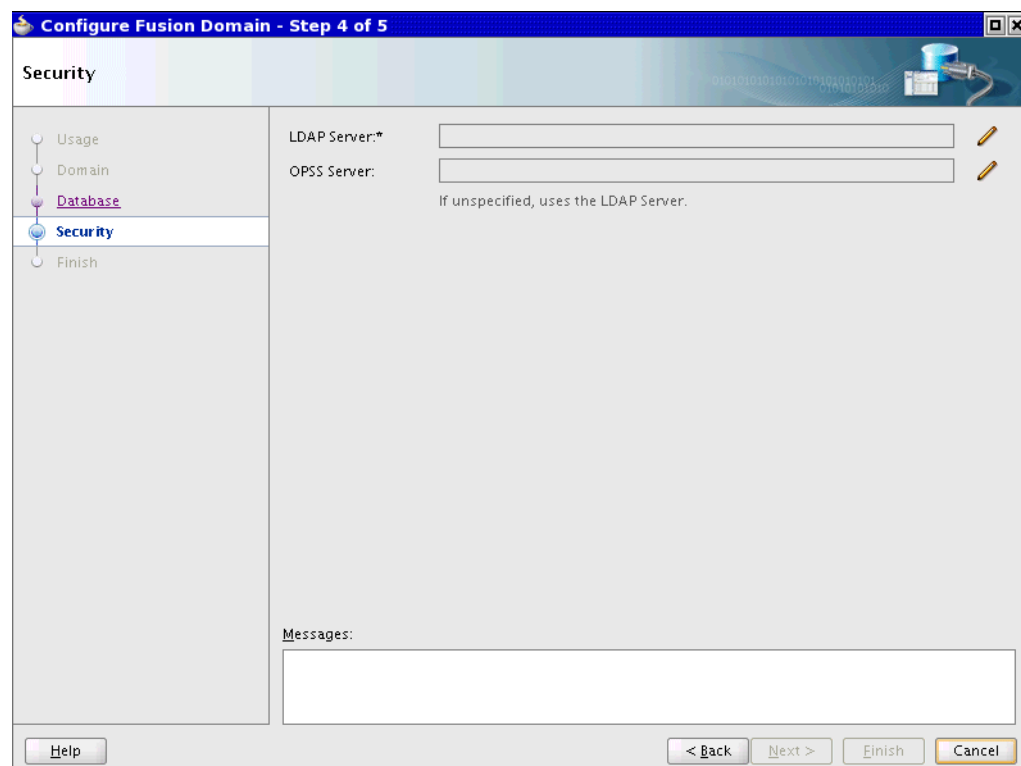 Configure Fusion Domain - Step 4 of 5
Security
Usage
Domain
Database
Security
Finish
LDAP Server:*
OPSS Server:
If unspecified, uses the LDAP Server.
Messages:
Help
< Back
Next >
Finish
Cancel